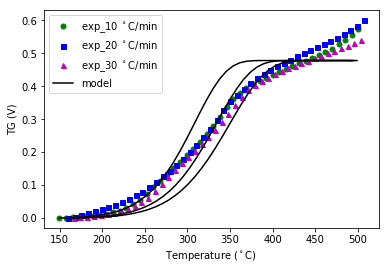 exp_10 °C/min
exp_20 °C/min
exp_30 °C/min
model
TG (V)
0.6
0.5
0.4
0.3
0.2
0.1
0.0
150 200 250 300 350 400 450 500
Temperature (°C)